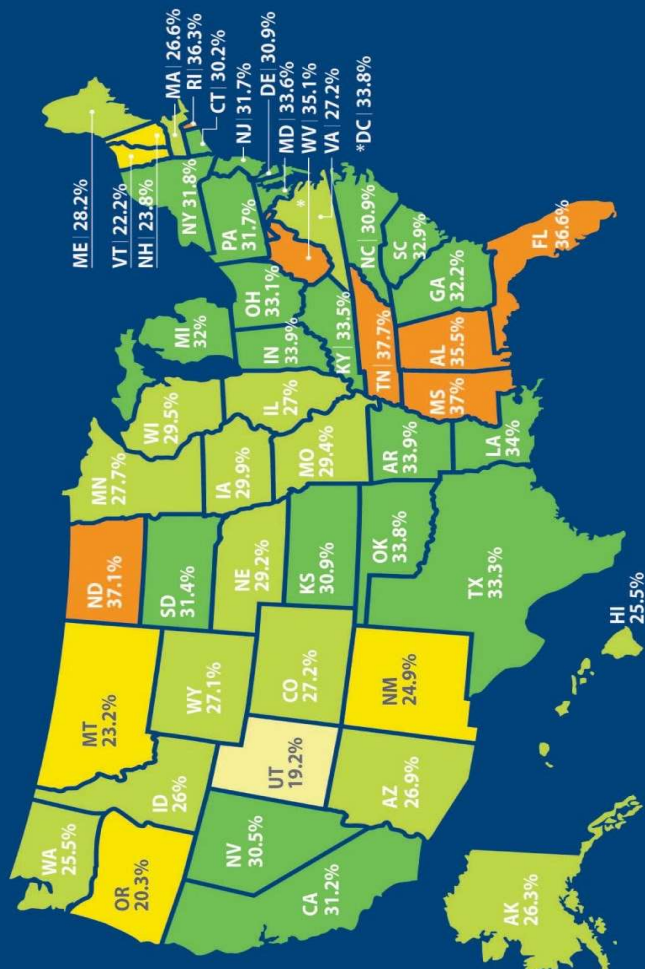 WA
25.5%
OR
20.3%
CA
31.2%
NV
30.5%
ID
26%
MT
23.2%
WY
27.1%
UT
19.2%
AZ
26.9%
CO
27.2%
NM
24.9%
ND
37.1%
SD
31.4%
NE
29.2%
KS
30.9%
OK
33.8%
TX
33.3%
MN
27.7%
IA
29.9%
MO
29.4%
AR
33.9%
LA
34%
WI
29.5%
IL
27%
MI
32%
IN
33.9%
OH
33.1%
KY | 33.5%
TN | 37.7%
MS
37%
AL
35.5%
GA
32.2%
FL
36.6%
SC
32.9%
NC | 30.9%
PA
31.7%
NY 31.8%
*
ME | 28.2%
VT | 22.2%
NH | 23.8%
MA | 26.6%
RI | 36.3%
CT | 30.2%
NJ | 31.7%
DE | 30.9%
MD | 33.6%
WV | 35.1%
VA | 27.2%
*DC | 33.8%
AK
26.3%
HI
25.5%